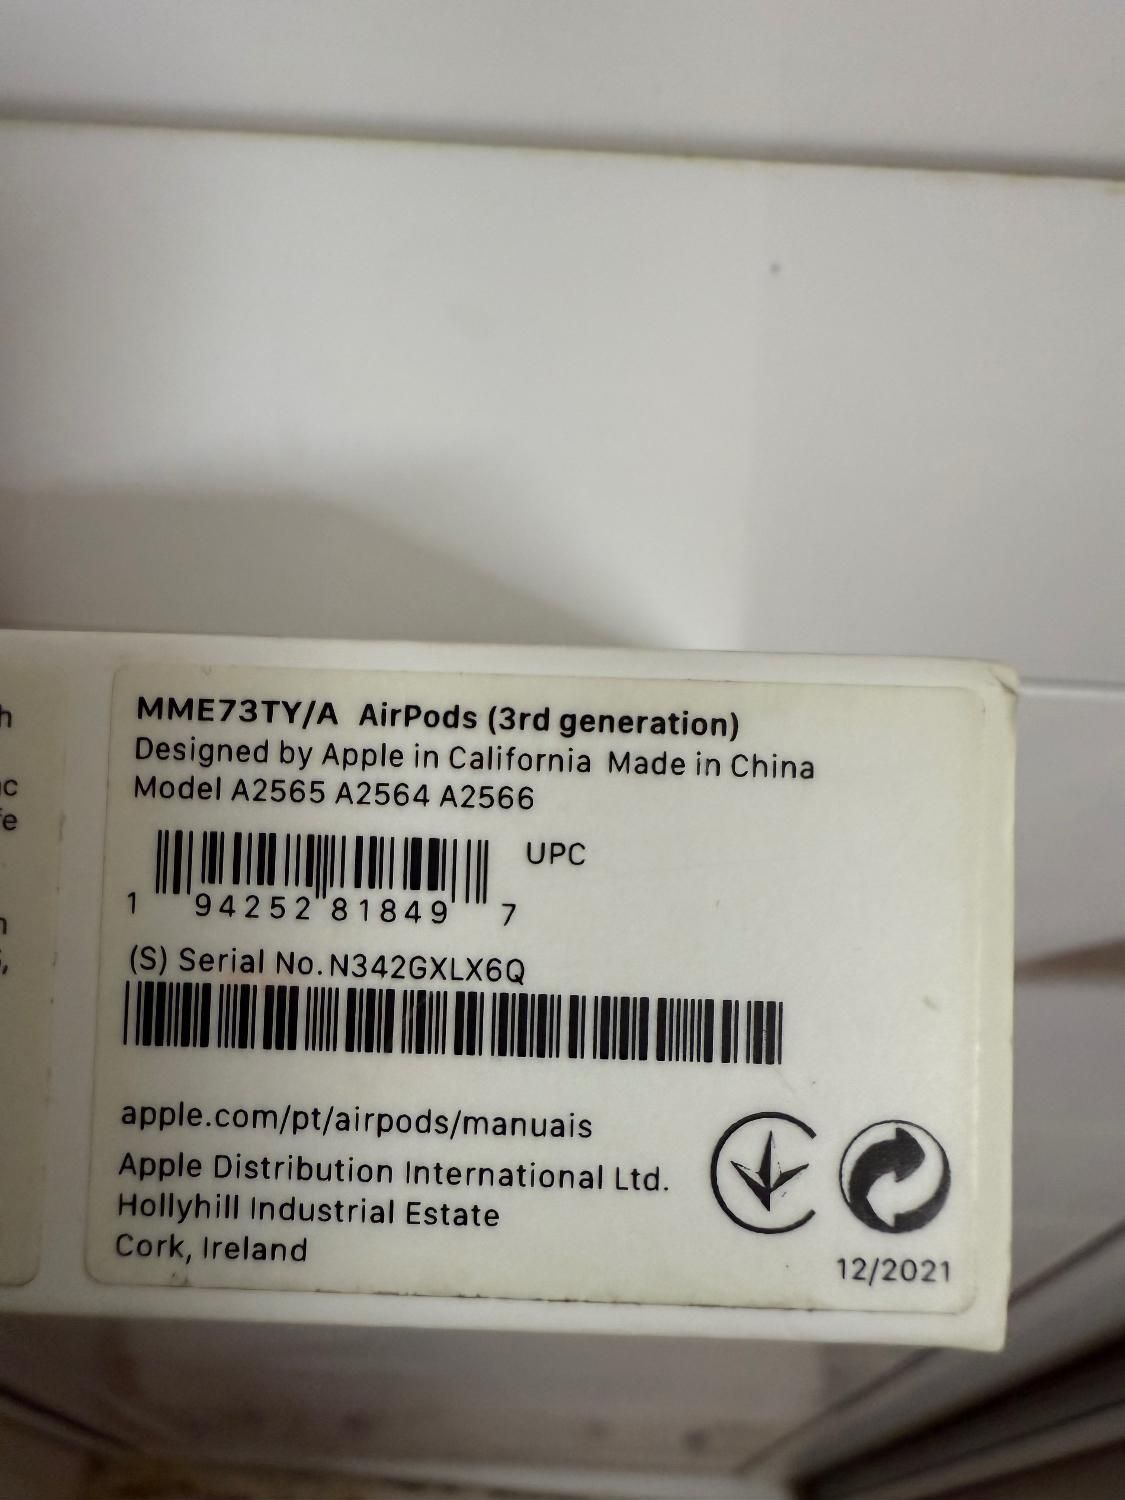 MME73TY/A AirPods (3rd generation)
Designed by Apple in California Made in China
Model A2565 A2564 A2566
UPC
1 94252 81849 7
(S) Serial No. N342GXLX6Q
apple.com/pt/airpods/manuais
Apple Distribution International Ltd.
Hollyhill Industrial Estate
Cork, Ireland
12/2021